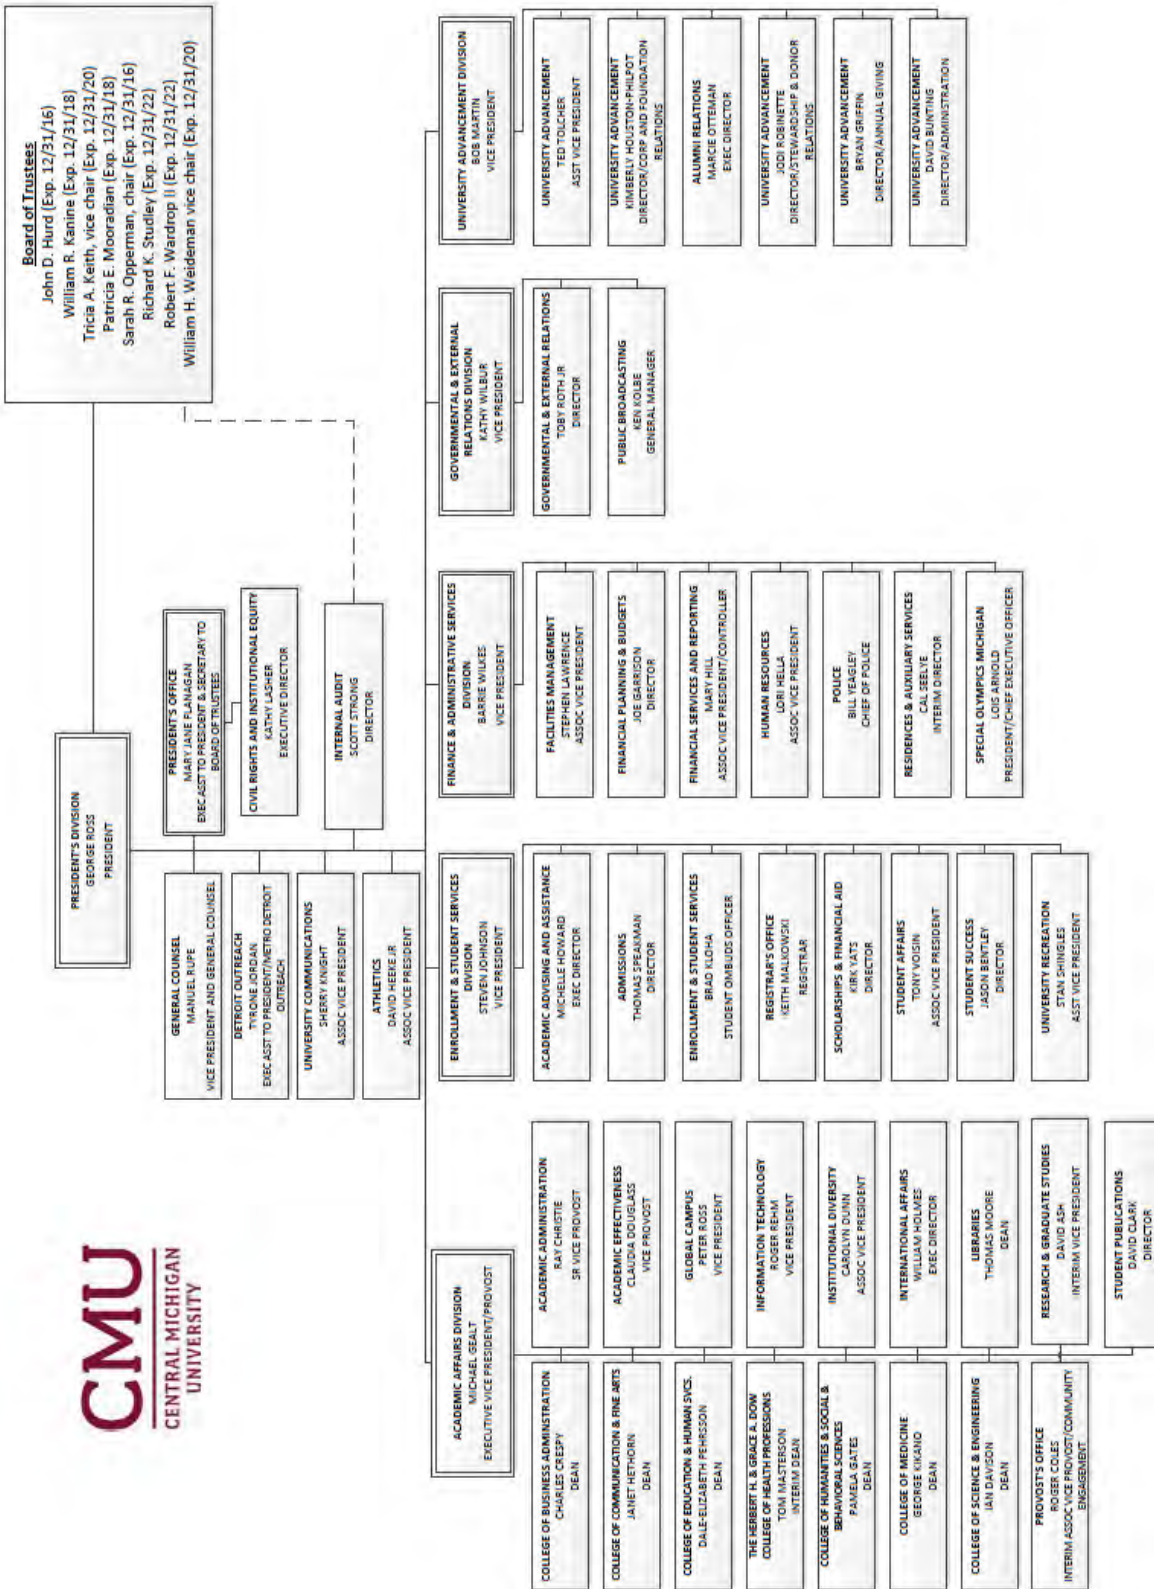 CMU
CENTRAL MICHIGAN
UNIVERSITY
Board of Trustees
John D. Hurd (Exp. 12/31/16)
William R. Kanine (Exp. 12/31/18)
Tricia A. Keith, vice chair (Exp. 12/31/20)
Patricia E. Mooradian (Exp. 12/31/18)
Sarah R. Opperman, chair (Exp. 12/31/16)
Richard K. Studley (Exp. 12/31/22)
Robert F. Wardrop II (Exp. 12/31/22)
William H. Weideman vice chair (Exp. 12/31/20)
PRESIDENT'S DIVISION
GEORGE ROSS
PRESIDENT
PRESIDENT'S OFFICE
MARY JANE FLANAGAN
EXEC ASST TO PRESIDENT & SECRETARY TO
BOARD OF TRUSTEES
CIVIL RIGHTS AND INSTITUTIONAL EQUITY
KATHY LASHER
EXECUTIVE DIRECTOR
INTERNAL AUDIT
SCOTT STRONG
DIRECTOR
GENERAL COUNSEL
MANUEL RUPE
VICE PRESIDENT AND GENERAL COUNSEL
DETROIT OUTREACH
TYRONE JORDAN
EXEC ASST TO PRESIDENT/METRO DETROIT
OUTREACH
UNIVERSITY COMMUNICATIONS
SHERRY KNIGHT
ASSOC VICE PRESIDENT
ATHLETICS
DAVID HEEKE JR
ASSOC VICE PRESIDENT
ACADEMIC AFFAIRS DIVISION
MICHAEL GEALT
EXECUTIVE VICE PRESIDENT/PROVOST
COLLEGE OF BUSINESS ADMINISTRATION
CHARLES CRESPY
DEAN
COLLEGE OF COMMUNICATION & FINE ARTS
JANET HETHORN
DEAN
COLLEGE OF EDUCATION & HUMAN SVCS.
DALE-ELIZABETH PEHRSSON
DEAN
THE HERBERT H. & GRACE A. DOW
COLLEGE OF HEALTH PROFESSIONS
TOM MASTERSON
INTERIM DEAN
COLLEGE OF HUMANITIES & SOCIAL &
BEHAVIORAL SCIENCES
PAMELA GATES
DEAN
COLLEGE OF MEDICINE
GEORGE KIKANO
DEAN
COLLEGE OF SCIENCE & ENGINEERING
IAN DAVISON
DEAN
PROVOST'S OFFICE
ROGER COLES
INTERIM ASSOC VICE PROVOST/COMMUNITY
ENGAGEMENT
ACADEMIC ADMINISTRATION
RAY CHRISTIE
SR VICE PROVOST
ACADEMIC EFFECTIVENESS
CLAUDIA DOUGLASS
VICE PROVOST
GLOBAL CAMPUS
PETER ROSS
VICE PRESIDENT
INFORMATION TECHNOLOGY
ROGER REHM
VICE PRESIDENT
INSTITUTIONAL DIVERSITY
CAROLYN DUNN
ASSOC VICE PRESIDENT
INTERNATIONAL AFFAIRS
WILLIAM HOLMES
EXEC DIRECTOR
LIBRARIES
THOMAS MOORE
DEAN
RESEARCH & GRADUATE STUDIES
DAVID ASH
INTERIM VICE PRESIDENT
STUDENT PUBLICATIONS
DAVID CLARK
DIRECTOR
ENROLLMENT & STUDENT SERVICES
DIVISION
STEVEN JOHNSON
VICE PRESIDENT
ACADEMIC ADVISING AND ASSISTANCE
MICHELLE HOWARD
EXEC DIRECTOR
ADMISSIONS
THOMAS SPEAKMAN
DIRECTOR
ENROLLMENT & STUDENT SERVICES
BRAD KLOHA
STUDENT OMBUDS OFFICER
REGISTRAR'S OFFICE
KEITH MALKOWSKI
REGISTRAR
SCHOLARSHIPS & FINANCIAL AID
KIRK YATS
DIRECTOR
STUDENT AFFAIRS
TONY VOISIN
ASSOC VICE PRESIDENT
STUDENT SUCCESS
JASON BENTLEY
DIRECTOR
UNIVERSITY RECREATION
STAN SHINGLES
ASST VICE PRESIDENT
FINANCE & ADMINISTRATIVE SERVICES
DIVISION
BARRIE WILKES
VICE PRESIDENT
FACILITIES MANAGEMENT
STEPHEN LAWRENCE
ASSOC VICE PRESIDENT
FINANCIAL PLANNING & BUDGETS
JOE GARRISON
DIRECTOR
FINANCIAL SERVICES AND REPORTING
MARY HILL
ASSOC VICE PRESIDENT/CONTROLLER
HUMAN RESOURCES
LORI HELLA
ASSOC VICE PRESIDENT
POLICE
BILL YEAGLEY
CHIEF OF POLICE
RESIDENCES & AUXILIARY SERVICES
CAL SEELYE
INTERIM DIRECTOR
SPECIAL OLYMPICS MICHIGAN
LOIS ARNOLD
PRESIDENT/CHIEF EXECUTIVE OFFICER
GOVERNMENTAL & EXTERNAL
RELATIONS DIVISION
KATHY WILBUR
VICE PRESIDENT
GOVERNMENTAL & EXTERNAL RELATIONS
TOBY ROTH JR
DIRECTOR
PUBLIC BROADCASTING
KEN KOLBE
GENERAL MANAGER
UNIVERSITY ADVANCEMENT DIVISION
BOB MARTIN
VICE PRESIDENT
UNIVERSITY ADVANCEMENT
TED TOLCHER
ASST VICE PRESIDENT
UNIVERSITY ADVANCEMENT
KIMBERLY HOUSTON-PHILPOT
DIRECTOR/CORP AND FOUNDATION
RELATIONS
ALUMNI RELATIONS
MARCIE OTTEMAN
EXEC DIRECTOR
UNIVERSITY ADVANCEMENT
JODI ROBINETTE
DIRECTOR/STEWARDSHIP & DONOR
RELATIONS
UNIVERSITY ADVANCEMENT
BRYAN GRIFFIN
DIRECTOR/ANNUAL GIVING
UNIVERSITY ADVANCEMENT
DAVID BUNTING
DIRECTOR/ADMINISTRATION